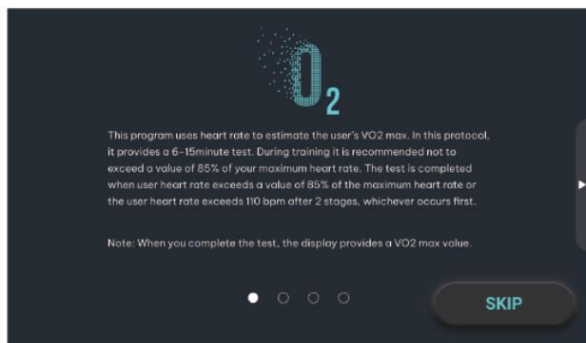 O2
This program uses heart rate to estimate the user's VO2 max. In this protocol,
it provides a 6-15minute test. During training it is recommended not to
exceed a value of 85% of your maximum heart rate. The test is completed
when user heart rate exceeds a value of 85% of the maximum heart rate or
the user heart rate exceeds 110 bpm after 2 stages, whichever occurs first.
Note: When you complete the test, the display provides a VO2 max value.
SKIP